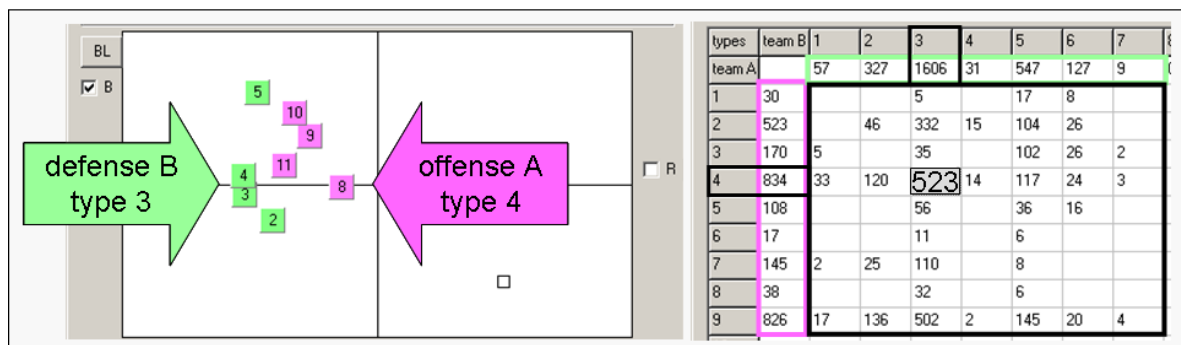 BL
B
5
10
9
11
4
3
8
2
defense B
type 3
offense A
type 4
R
types team B 1 2 3 4 5 6 7
team A 57 327 1606 31 547 127 9
1 30 5 17 8
2 523 46 332 15 104 26
3 170 5 35 102 26 2
4 834 33 120 523 14 117 24 3
5 108 56 36 16
6 17 11 6
7 145 2 25 110 8
8 38 32 6
9 826 17 136 502 2 145 20 4